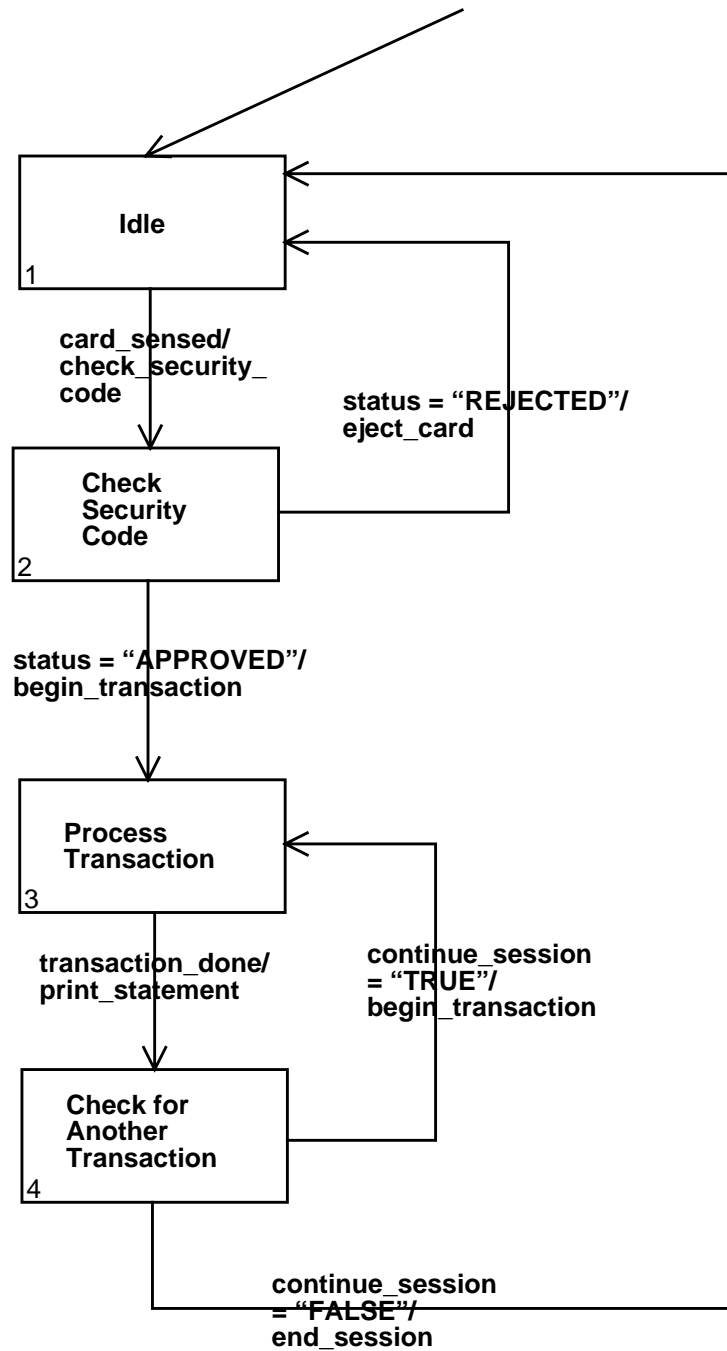 Idle
1
card_sensed/
check_security_
code
status = “REJECTED”/
eject_card
Check
Security
Code
2
status = “APPROVED”/
begin_transaction
Process
Transaction
3
transaction_done/
print_statement
continue_session
= “TRUE”/
begin_transaction
Check for
Another
Transaction
4
continue_session
= “FALSE”/
end_session